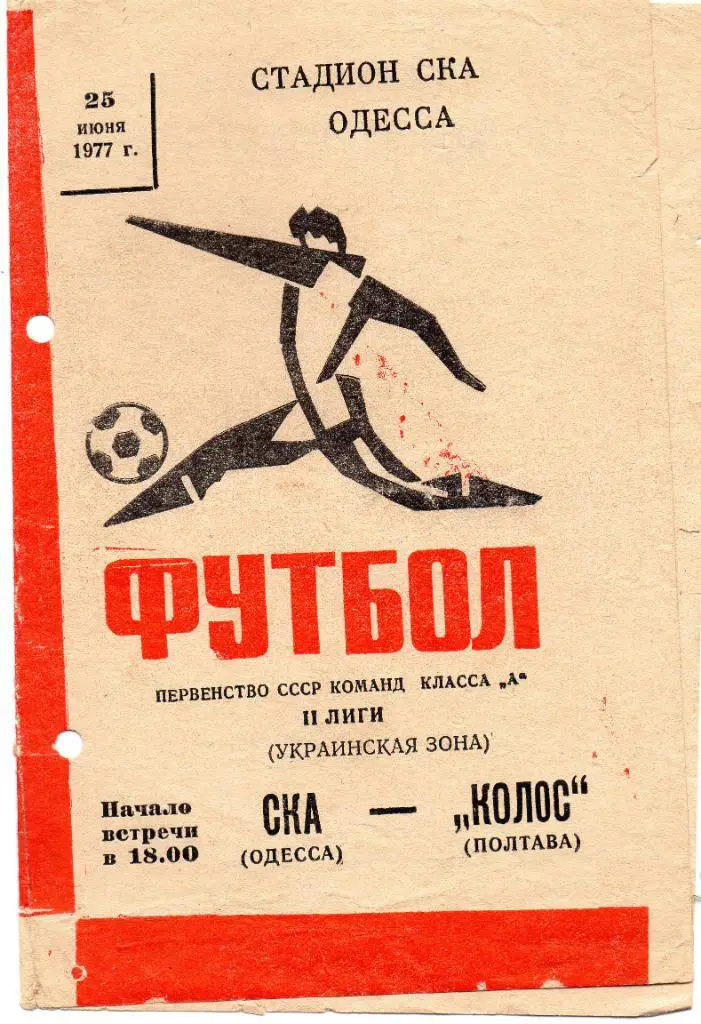 25
июня
1977 г.
СТАДИОН СКА
ОДЕССА
ФУТБОЛ
ПЕРВЕНСТВО СССР КОМАНД КЛАССА „А“
II ЛИГИ
(УКРАИНСКАЯ ЗОНА)
Начало
встречи
в 18.00
СКА — „КОЛОС“
(ОДЕССА) (ПОЛТАВА)